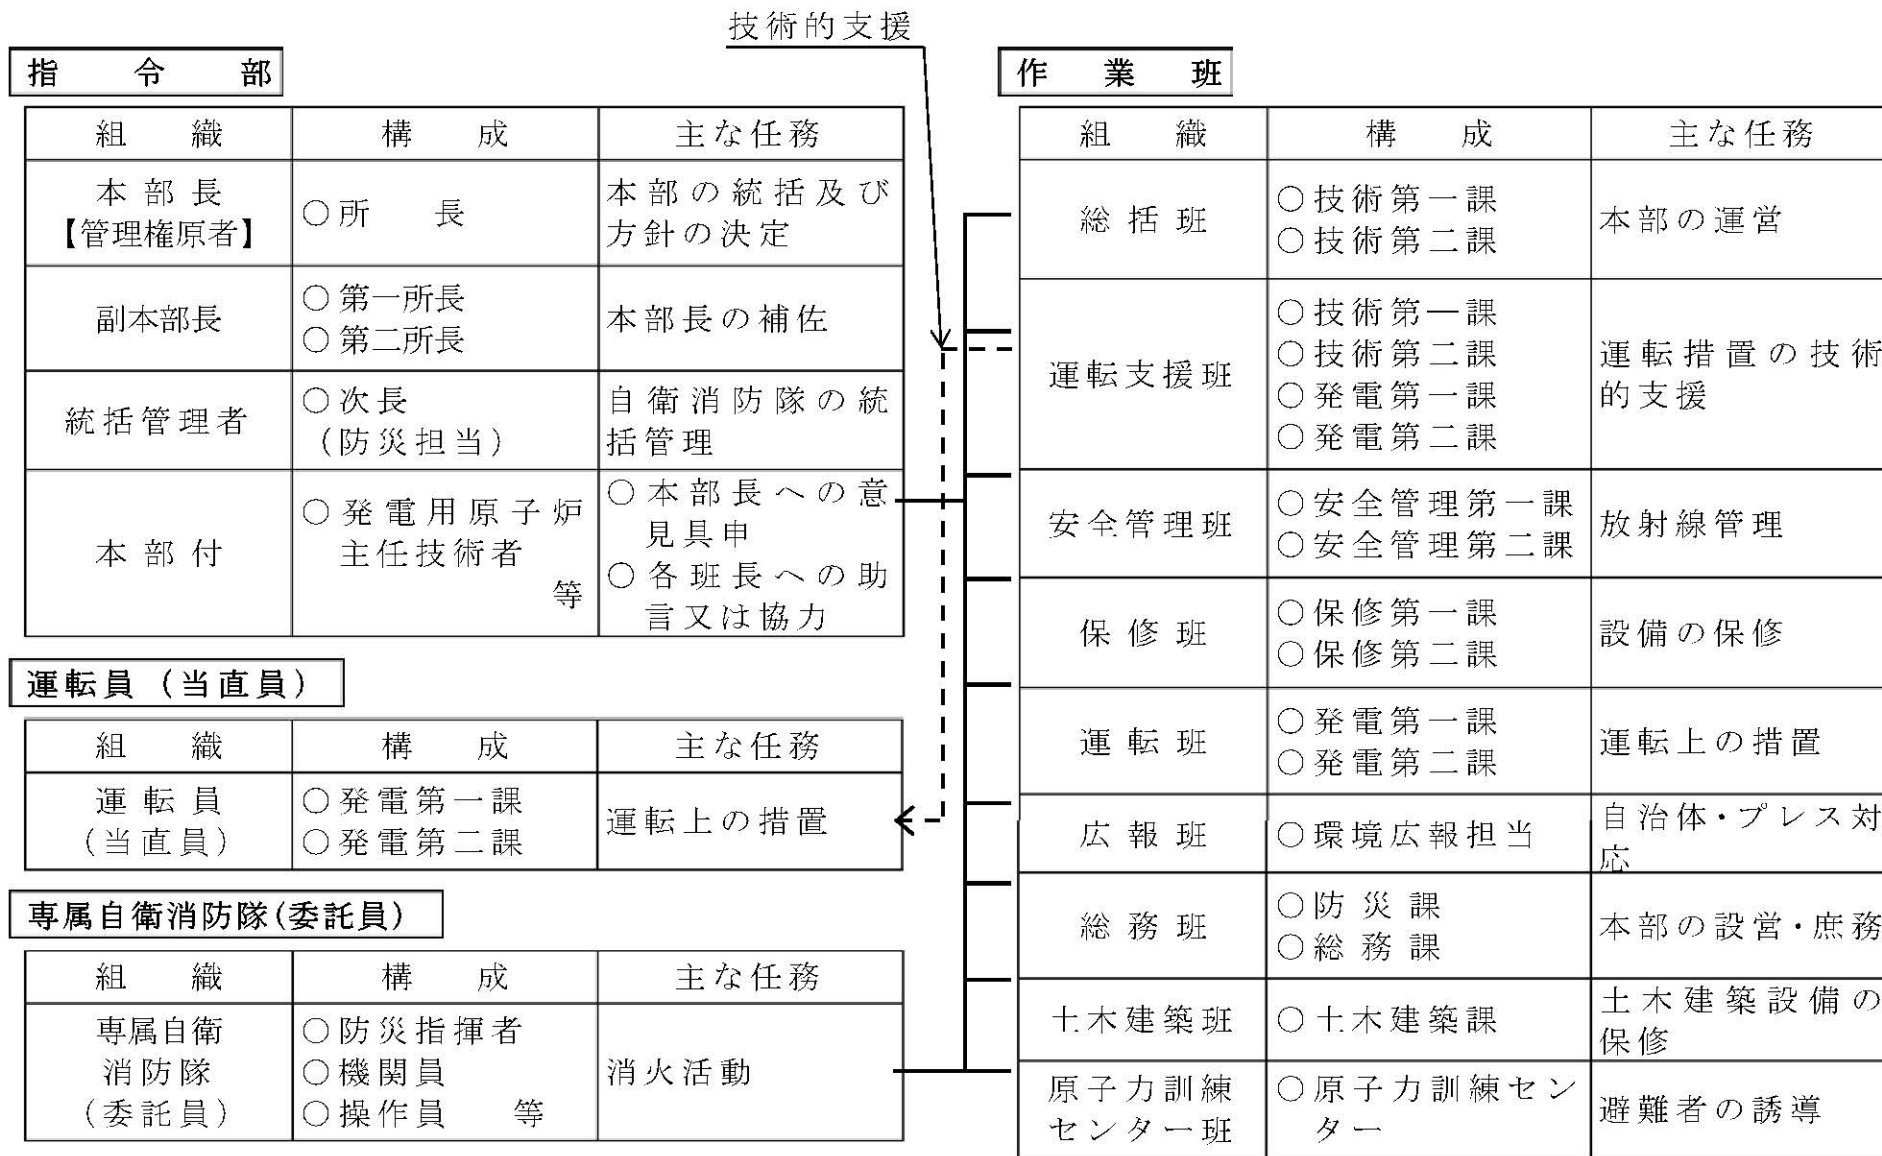 技術的支援
指令部
組織 構成 主な任務
本部長
【管理権原者】
○所長
本部の統括及び
方針の決定
副本部長
○第一所長
○第二所長
本部長の補佐
統括管理者
○次長
（防災担当）
自衛消防隊の統
括管理
本部付
○発電用原子炉
主任技術者
等
○本部長への意
見具申
○各班長への助
言又は協力
運転員（当直員）
組織 構成 主な任務
運転員
（当直員）
○発電第一課
○発電第二課
運転上の措置
専属自衛消防隊(委託員)
組織 構成 主な任務
専属自衛
消防隊
（委託員）
○防災指揮者
○機関員
○操作員 等
消火活動
作業班
組織 構成 主な任務
総括班
○技術第一課
○技術第二課
本部の運営
運転支援班
○技術第一課
○技術第二課
○発電第一課
○発電第二課
運転措置の技術
的支援
安全管理班
○安全管理第一課
○安全管理第二課
放射線管理
保修班
○保修第一課
○保修第二課
設備の保修
運転班
○発電第一課
○発電第二課
運転上の措置
広報班
○環境広報担当
自治体・プレス対
応
総務班
○防災課
○総務課
本部の設営・庶務
土木建築班
○土木建築課
土木建築設備の
保修
原子力訓練
センター班
○原子力訓練セン
ター
避難者の誘導